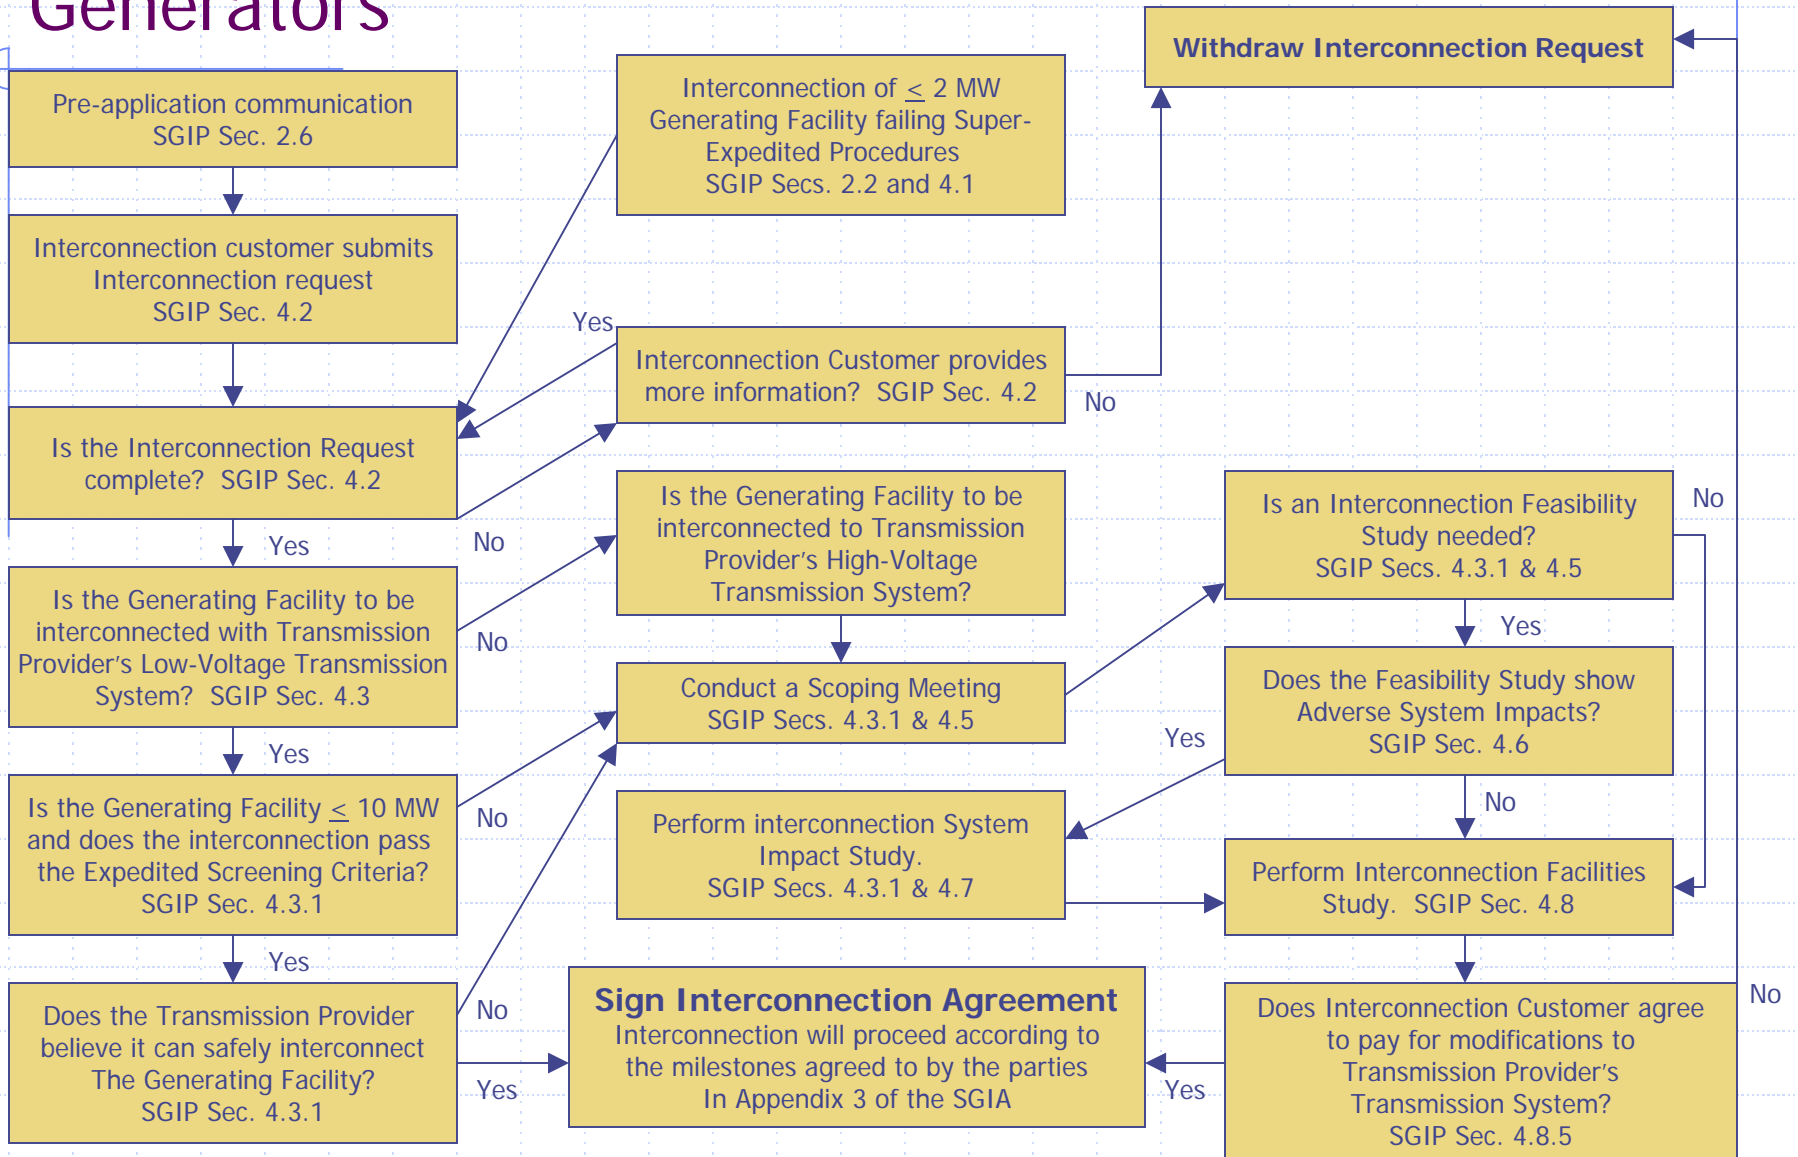 Generators
Pre-application communication
SGIP Sec. 2.6
Interconnection customer submits
Interconnection request
SGIP Sec. 4.2
Is the Interconnection Request
complete?  SGIP Sec. 4.2
Yes
No
Is the Generating Facility to be
interconnected with Transmission
Provider's Low-Voltage Transmission
System?  SGIP Sec. 4.3
Yes
No
Is the Generating Facility < 10 MW
and does the interconnection pass
the Expedited Screening Criteria?
SGIP Sec. 4.3.1
Yes
No
Does the Transmission Provider
believe it can safely interconnect
The Generating Facility?
SGIP Sec. 4.3.1
No
Yes
Interconnection of < 2 MW
Generating Facility failing Super-
Expedited Procedures
SGIP Secs. 2.2 and 4.1
Yes
Interconnection Customer provides
more information?  SGIP Sec. 4.2
No
Is the Generating Facility to be
interconnected to Transmission
Provider's High-Voltage
Transmission System?
Conduct a Scoping Meeting
SGIP Secs. 4.3.1 & 4.5
Perform interconnection System
Impact Study.
SGIP Secs. 4.3.1 & 4.7
Sign Interconnection Agreement
Interconnection will proceed according to
the milestones agreed to by the parties
In Appendix 3 of the SGIA
Withdraw Interconnection Request
Is an Interconnection Feasibility
Study needed?
SGIP Secs. 4.3.1 & 4.5
No
Yes
Does the Feasibility Study show
Adverse System Impacts?
SGIP Sec. 4.6
Yes
No
Perform Interconnection Facilities
Study.  SGIP Sec. 4.8
Does Interconnection Customer agree
to pay for modifications to
Transmission Provider's
Transmission System?
SGIP Sec. 4.8.5
No
Yes